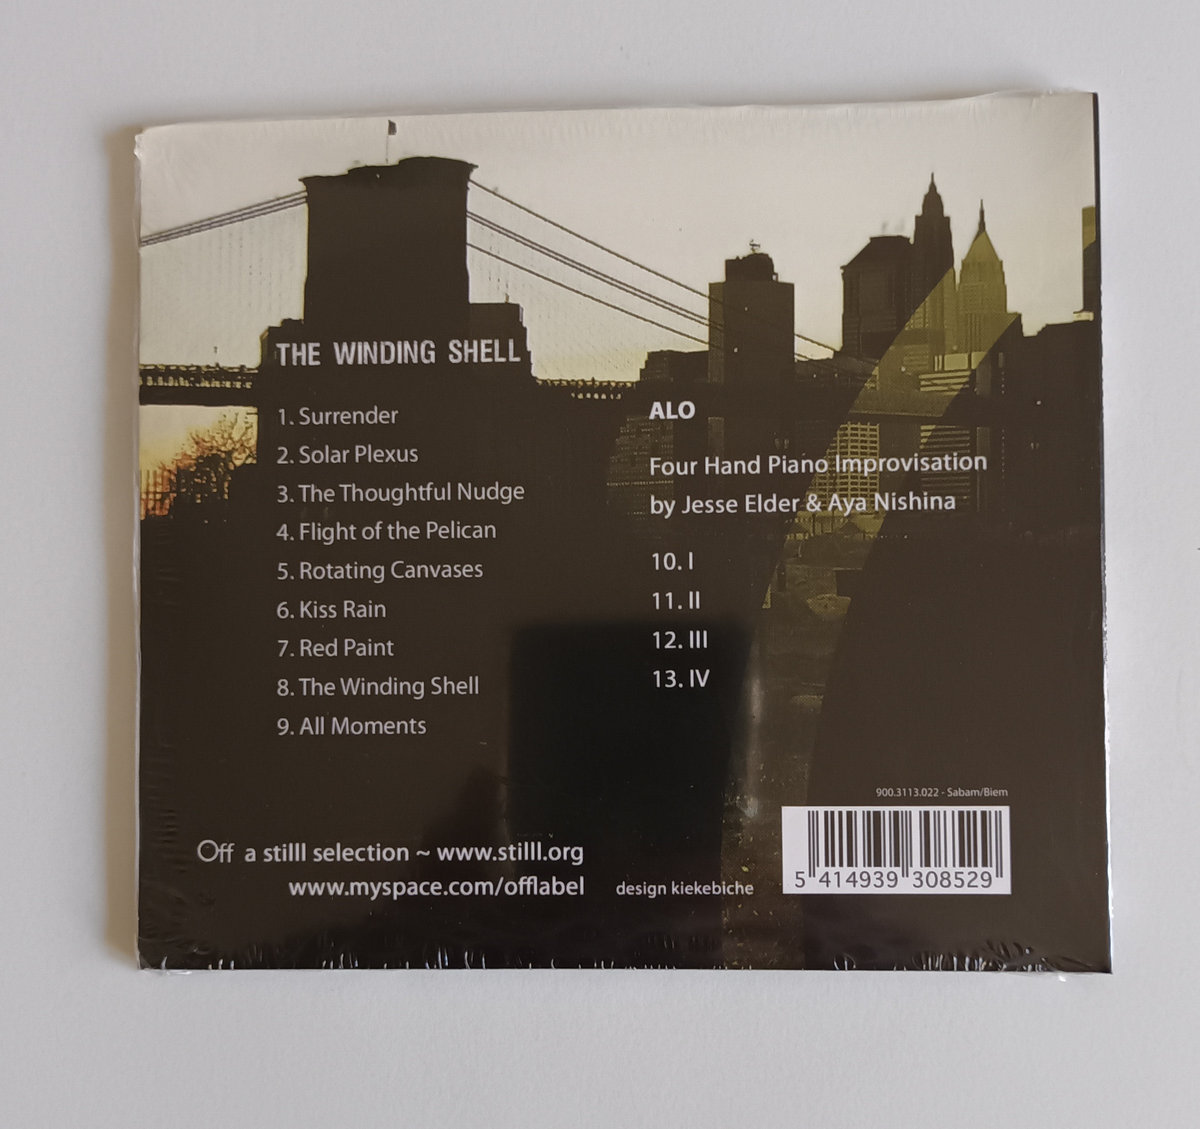 THE WINDING SHELL
1. Surrender
2. Solar Plexus
3. The Thoughtful Nudge
4. Flight of the Pelican
5. Rotating Canvases
6. Kiss Rain
7. Red Paint
8. The Winding Shell
9. All Moments
ALO
Four Hand Piano Improvisation
by Jesse Elder & Aya Nishina
10. I
11. II
12. III
13. IV
Off a stilll selection ~ www.stilll.org
www.myspace.com/offlabel
design kiekebiche
900.3113.022 - Sabam/Biem
5 414939 308529